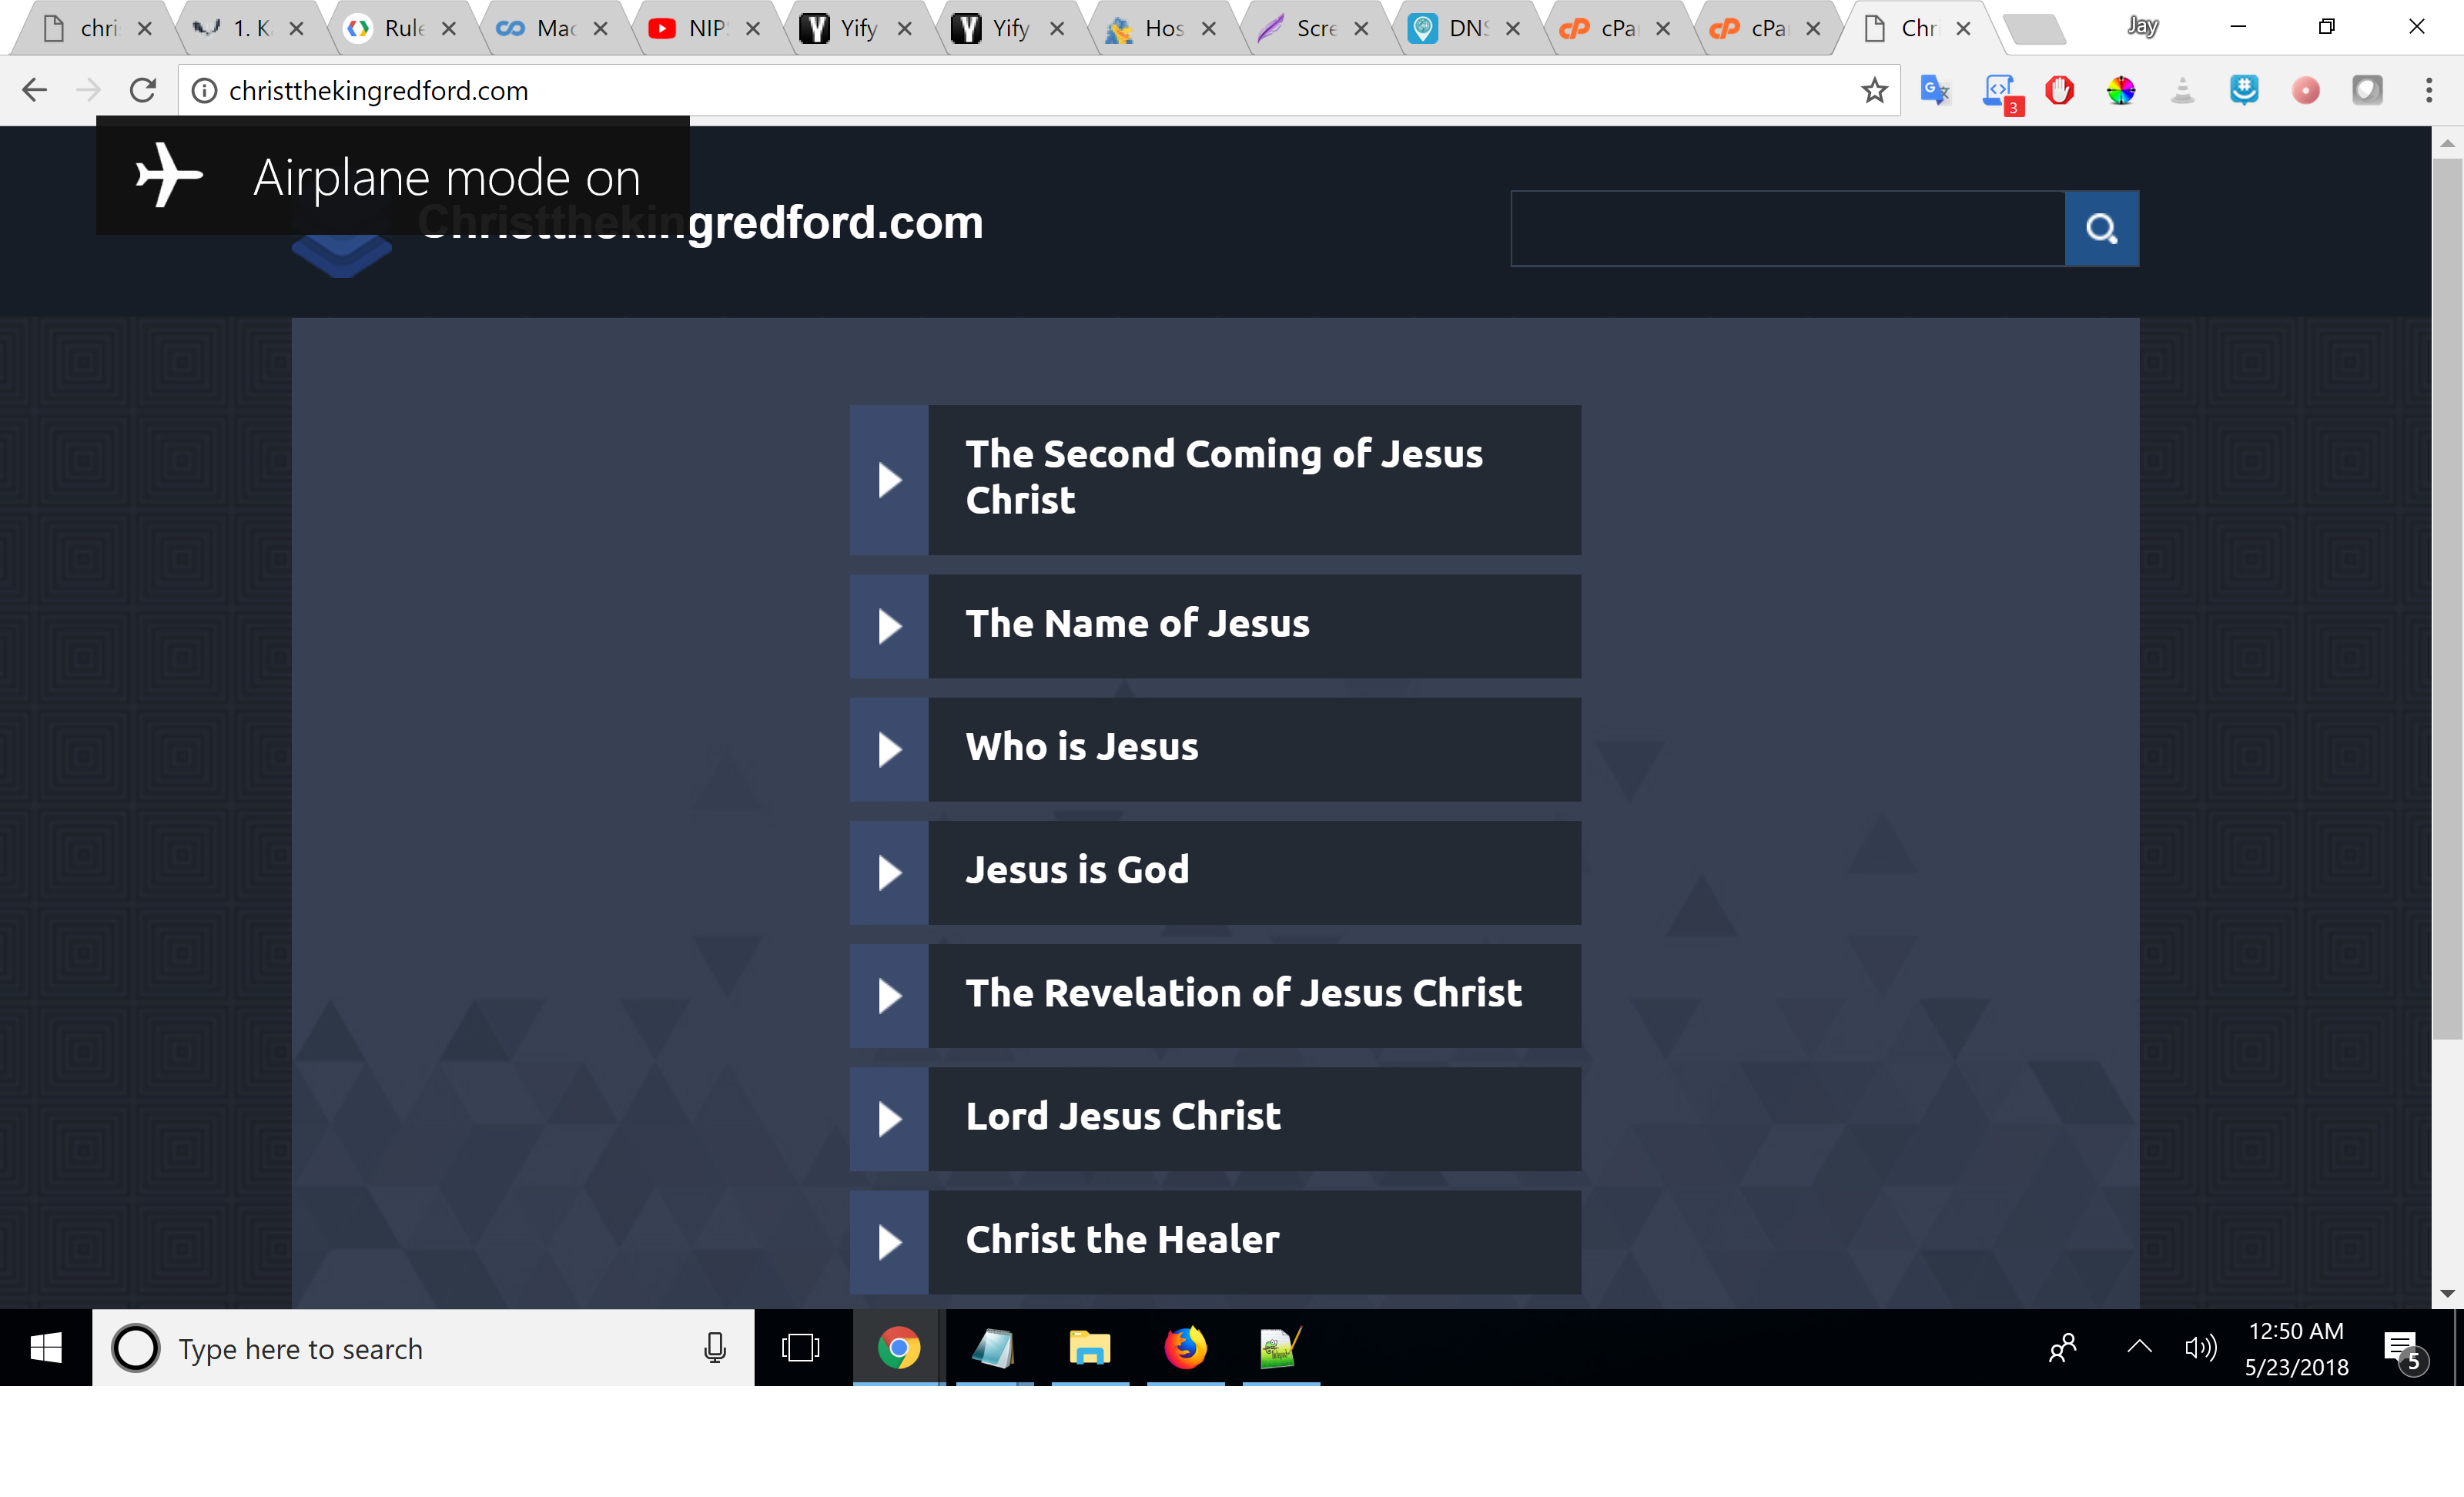 chri
1. K
Rule
Mac
NIP
Yify
Yify
Hos
Scre
DNS
cPa
cPa
Chr
Jay
christthekingredford.com
3
Airplane mode on
Christthekingredford.com
The Second Coming of Jesus
Christ
The Name of Jesus
Who is Jesus
Jesus is God
The Revelation of Jesus Christ
Lord Jesus Christ
Christ the Healer
Type here to search
12:50 AM
5/23/2018
5